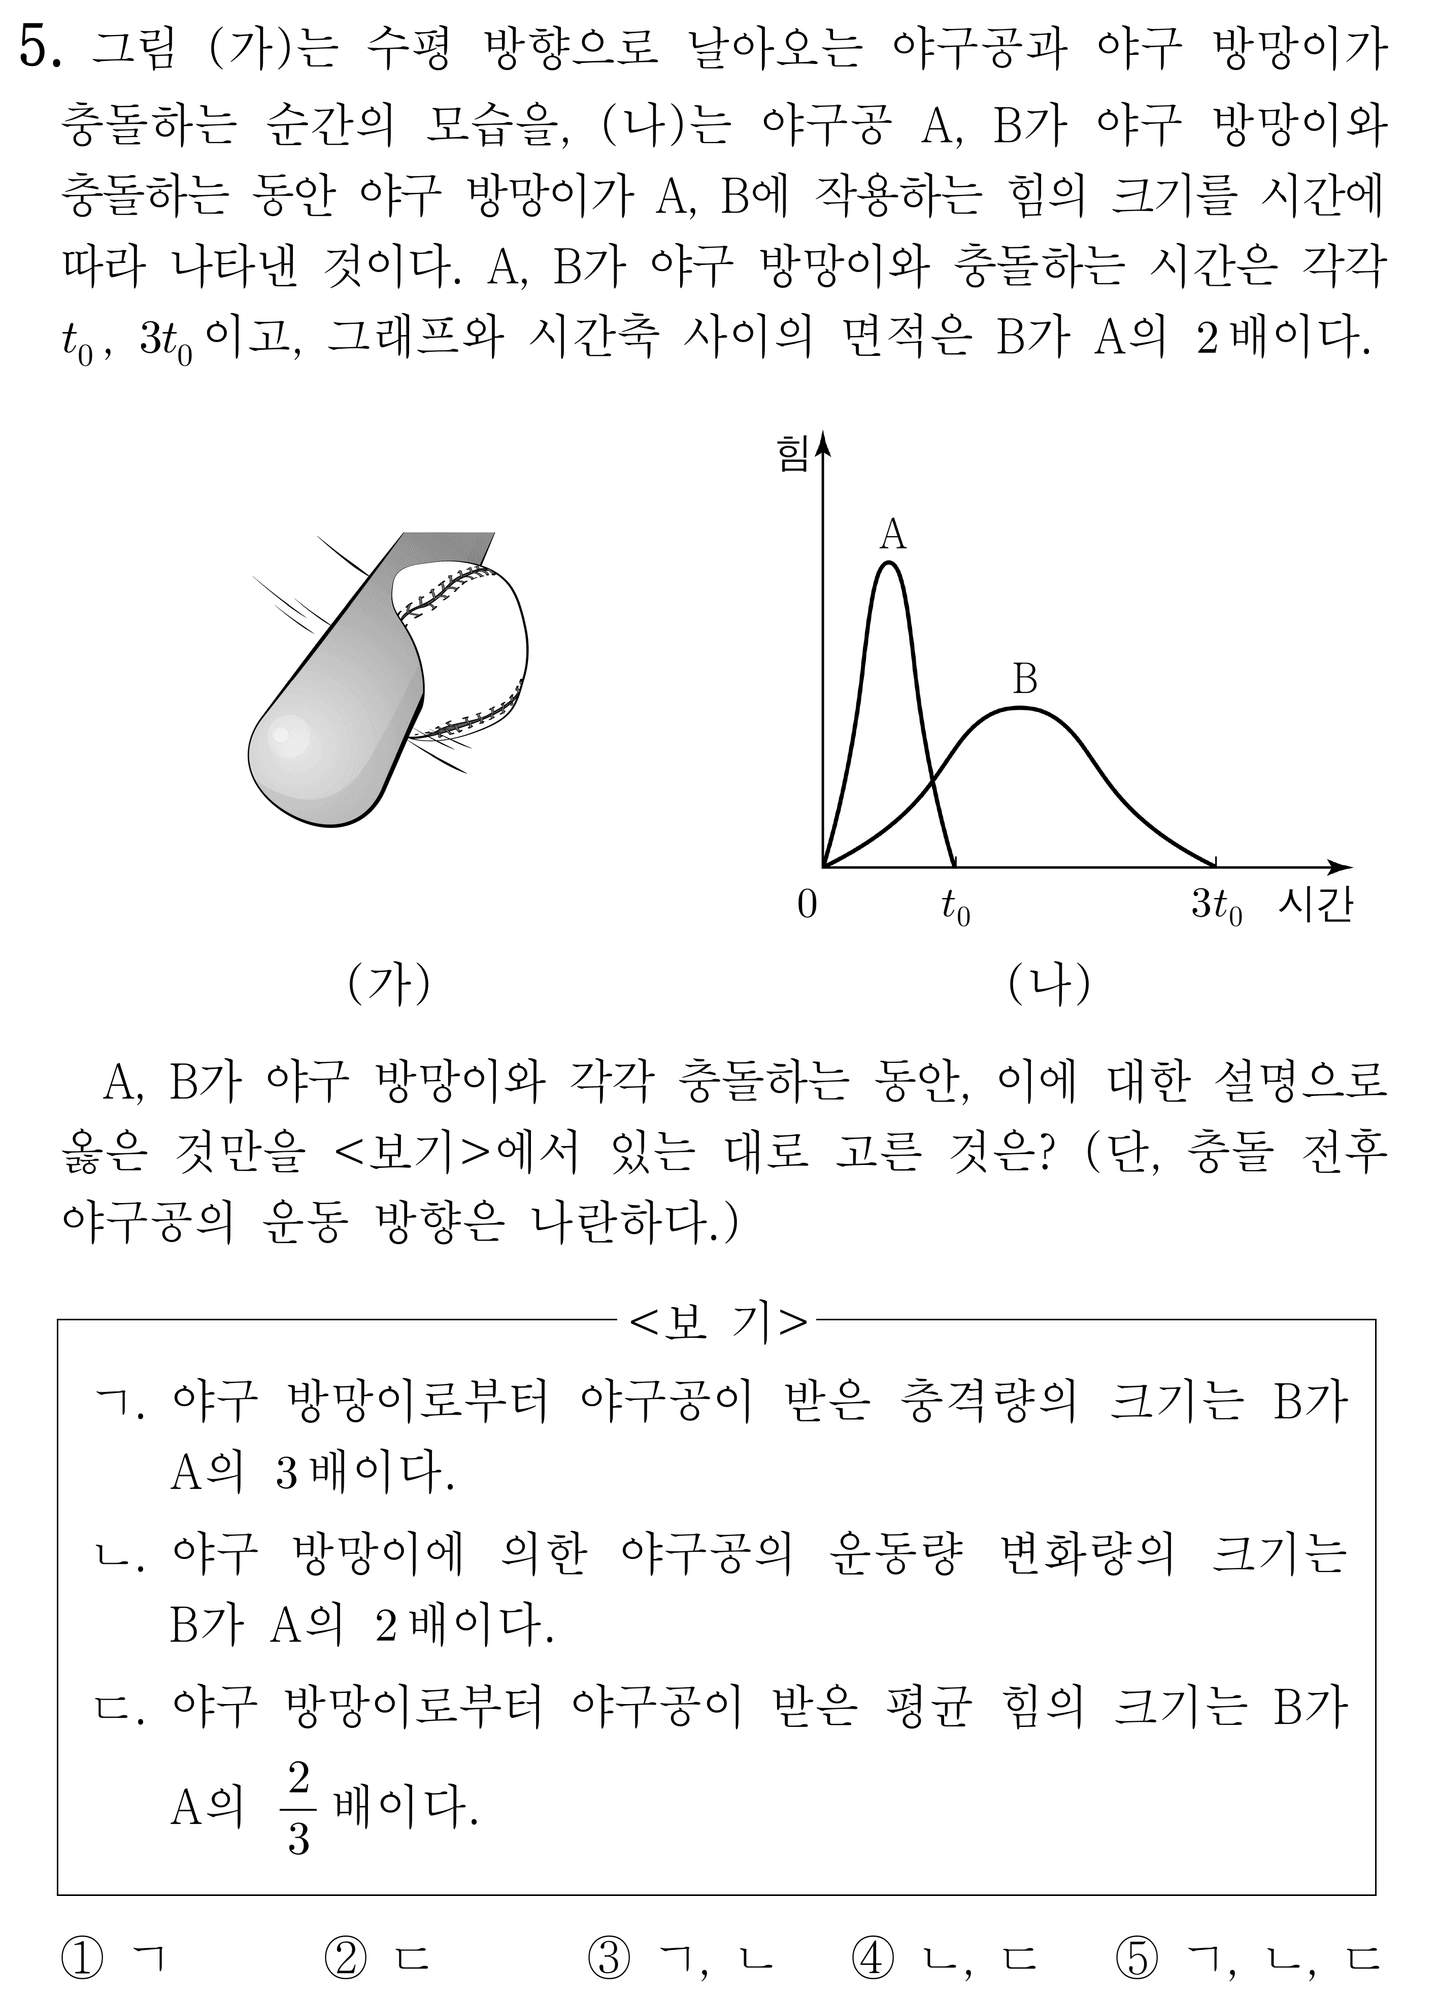 5. 그림 (가)는 수평 방향으로 날아오는 야구공과 야구 방망이가
충돌하는 순간의 모습을, (나)는 야구공 A, B가 야구 방망이와
충돌하는 동안 야구 방망이가 A, B에 작용하는 힘의 크기를 시간에
따라 나타낸 것이다. A, B가 야구 방망이와 충돌하는 시간은 각각
t₀, 3t₀이고, 그래프와 시간축 사이의 면적은 B가 A의 2배이다.
힘
A
B
0 t₀ 3t₀ 시간
(가) (나)
A, B가 야구 방망이와 각각 충돌하는 동안, 이에 대한 설명으로
옳은 것만을 <보기>에서 있는 대로 고른 것은? (단, 충돌 전후
야구공의 운동 방향은 나란하다.)
<보 기>
ㄱ. 야구 방망이로부터 야구공이 받은 충격량의 크기는 B가
A의 3배이다.
ㄴ. 야구 방망이에 의한 야구공의 운동량 변화량의 크기는
B가 A의 2배이다.
ㄷ. 야구 방망이로부터 야구공이 받은 평균 힘의 크기는 B가
A의 2/3 배이다.
① ㄱ ② ㄷ ③ ㄱ, ㄴ ④ ㄴ, ㄷ ⑤ ㄱ, ㄴ, ㄷ